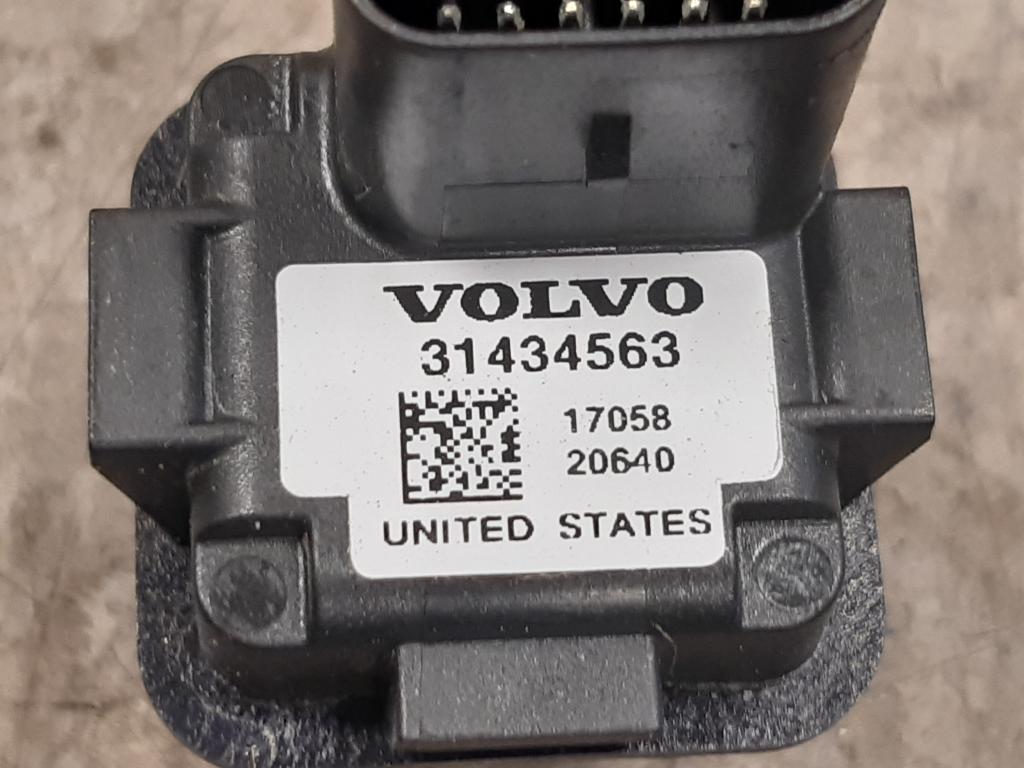 VOLVO
31434563
17058
20640
UNITED STATES